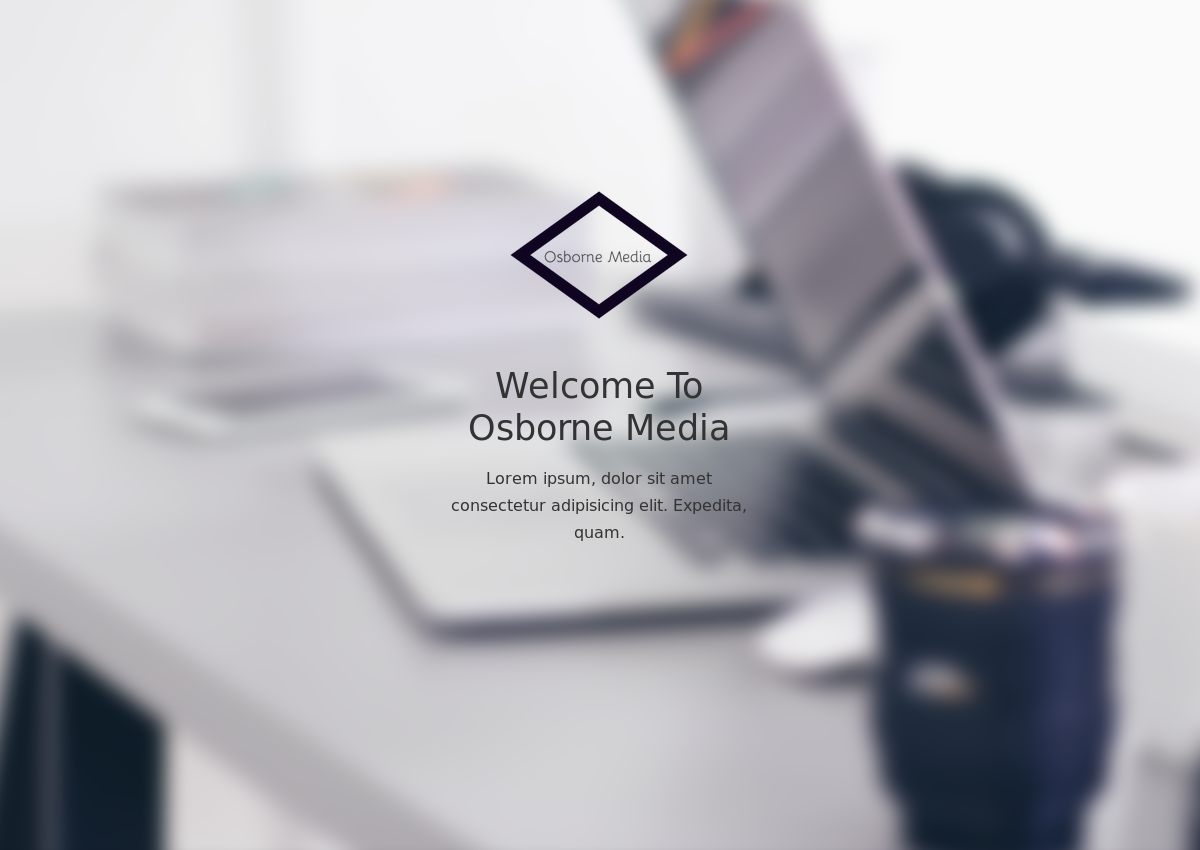 Osborne Media
Welcome To
Osborne Media
Lorem ipsum, dolor sit amet
consectetur adipisicing elit. Expedita,
quam.